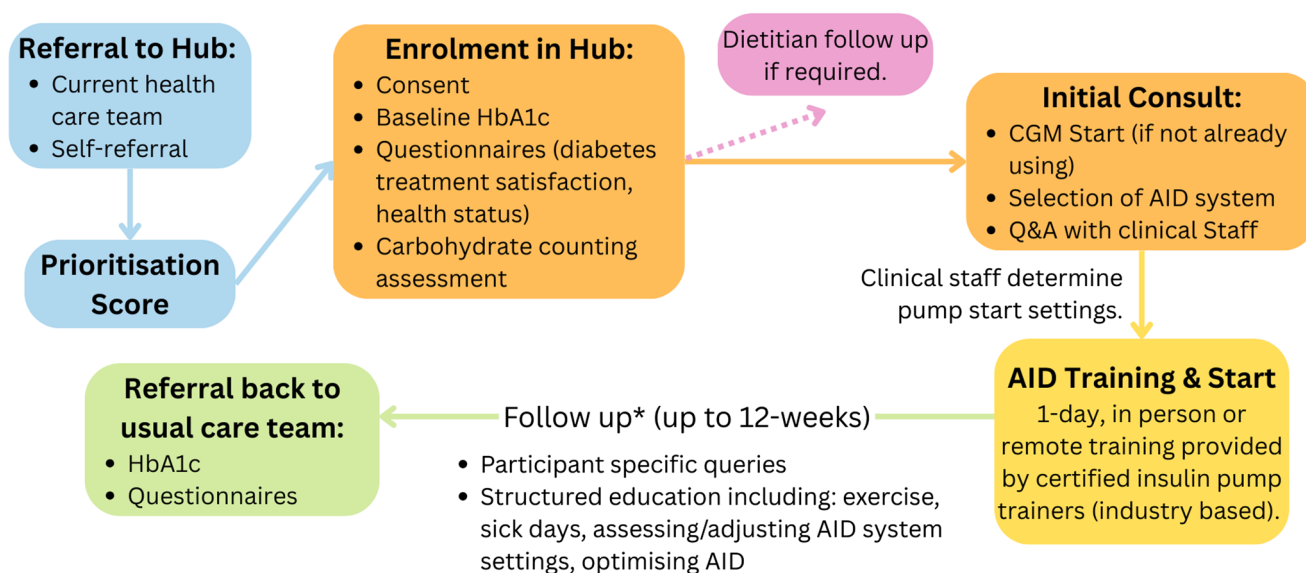 Referral to Hub:
• Current health
care team
• Self-referral
Prioritisation
Score
Enrolment in Hub:
• Consent
• Baseline HbA1c
• Questionnaires (diabetes
treatment satisfaction,
health status)
• Carbohydrate counting
assessment
Dietitian follow up
if required.
Initial Consult:
• CGM Start (if not already
using)
• Selection of AID system
• Q&A with clinical Staff
Clinical staff determine
pump start settings.
AID Training & Start
1-day, in person or
remote training provided
by certified insulin pump
trainers (industry based).
Follow up* (up to 12-weeks)
• Participant specific queries
• Structured education including: exercise,
sick days, assessing/adjusting AID system
settings, optimising AID
Referral back to
usual care team:
• HbA1c
• Questionnaires